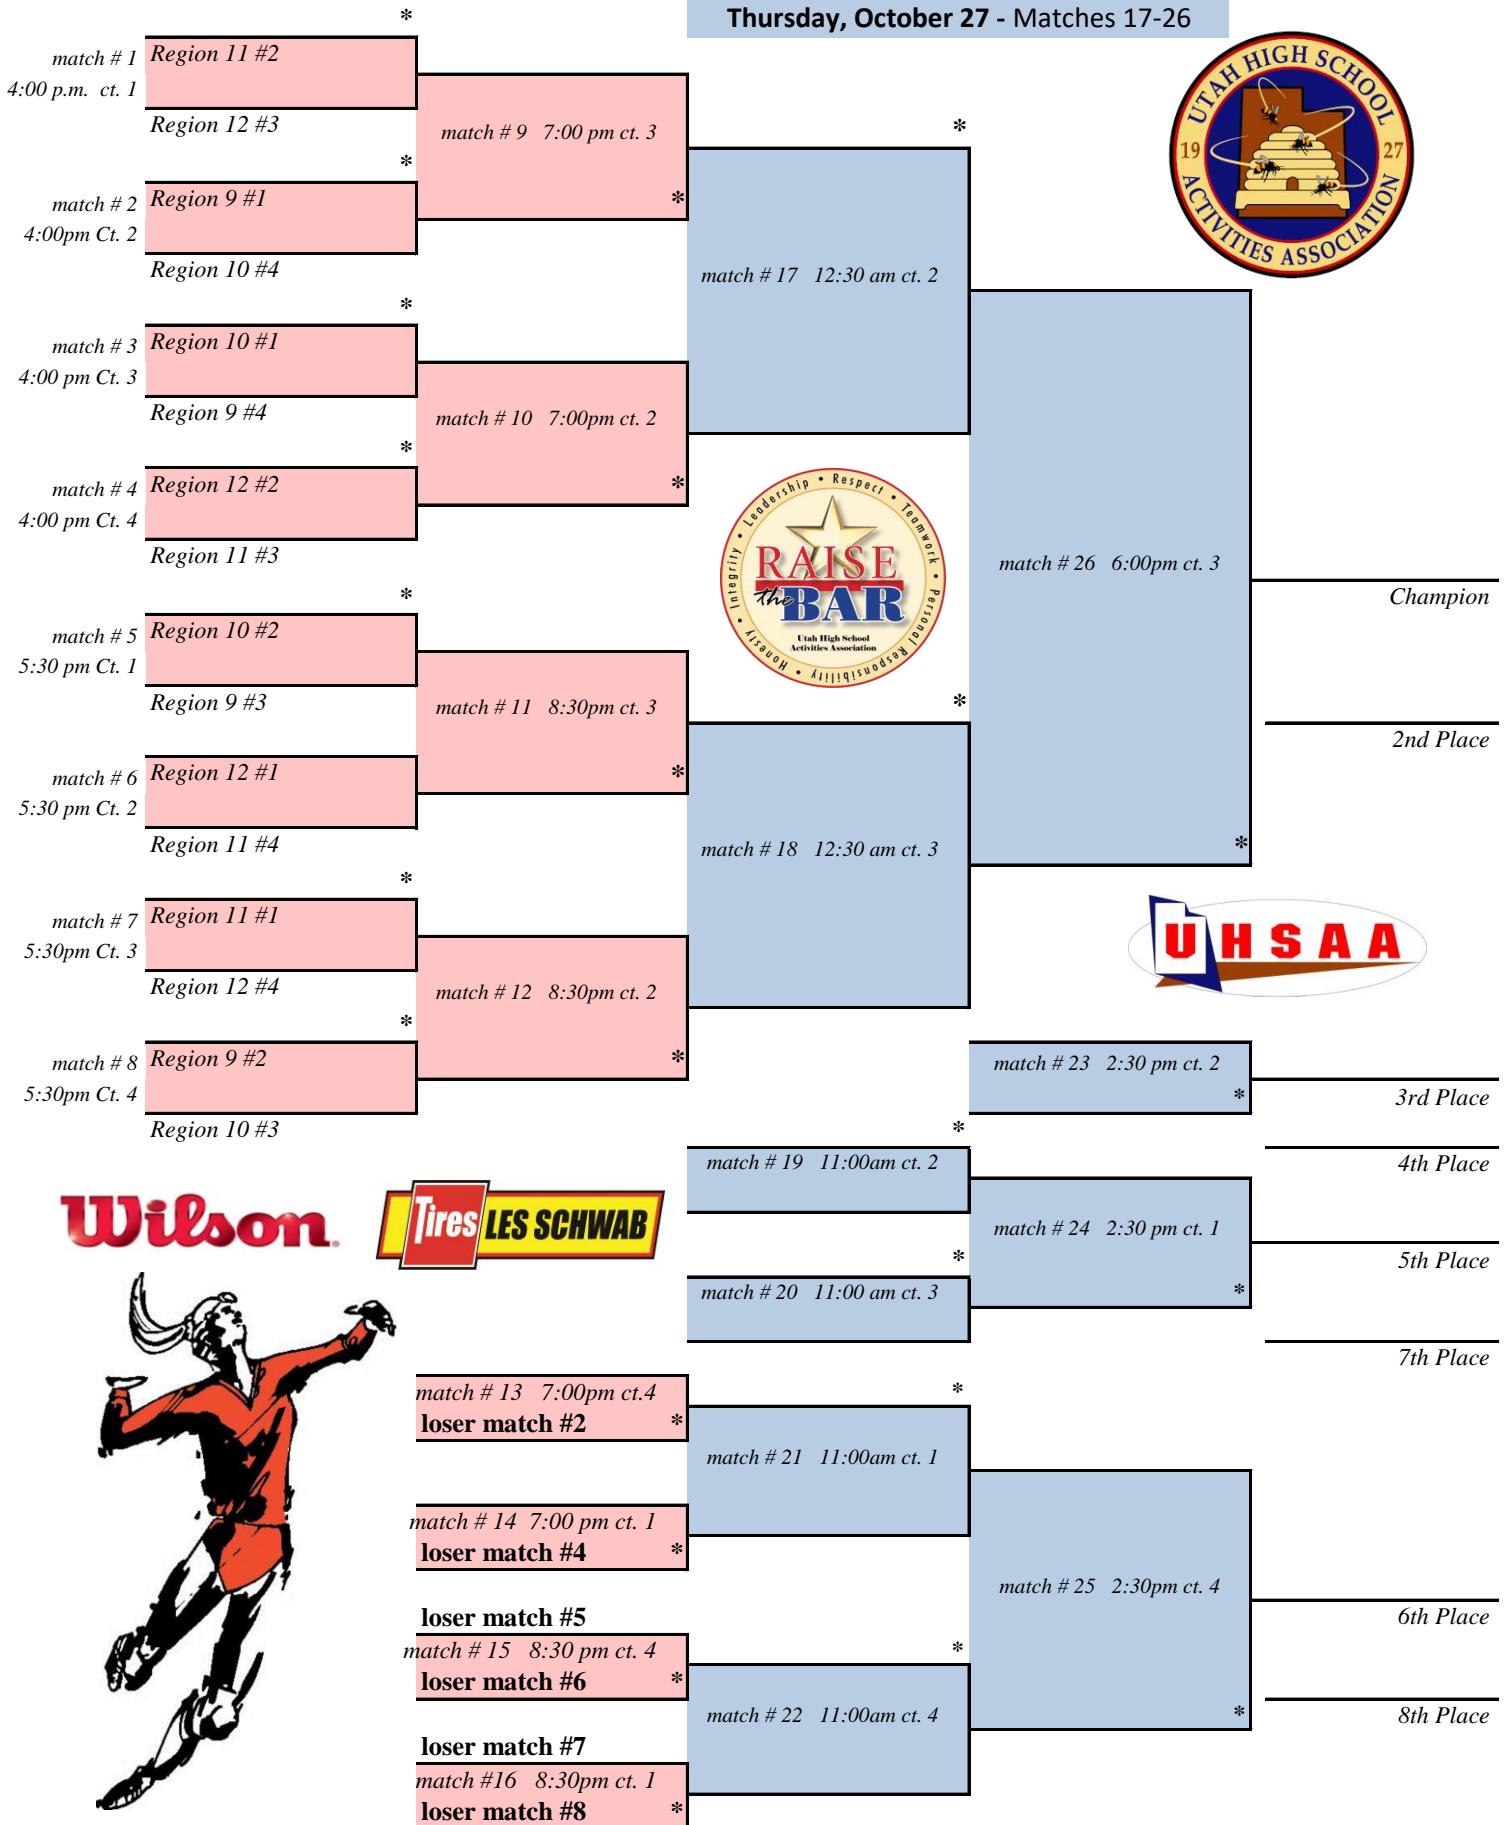 Thursday, October 27 - Matches 17-26
*
match # 1 Region 11 #2
4:00 p.m. ct. 1
Region 12 #3
match # 9 7:00 pm ct. 3
*
*
match # 2 Region 9 #1
4:00pm Ct. 2
*
Region 10 #4
match # 17 12:30 am ct. 2
*
match # 3 Region 10 #1
4:00 pm Ct. 3
Region 9 #4
match # 10 7:00pm ct. 2
*
match # 4 Region 12 #2
4:00 pm Ct. 4
*
Region 11 #3
match # 26 6:00pm ct. 3
Champion
*
match # 5 Region 10 #2
5:30 pm Ct. 1
Region 9 #3
match # 11 8:30pm ct. 3
*
2nd Place
match # 6 Region 12 #1
*
5:30 pm Ct. 2
Region 11 #4
match # 18 12:30 am ct. 3
*
*
match # 7 Region 11 #1
5:30pm Ct. 3
Region 12 #4
match # 12 8:30pm ct. 2
*
match # 8 Region 9 #2
*
5:30pm Ct. 4
Region 10 #3
match # 23 2:30 pm ct. 2
*
3rd Place
*
match # 19 11:00am ct. 2
4th Place
match # 24 2:30 pm ct. 1
*
5th Place
*
match # 20 11:00 am ct. 3
7th Place
match # 13 7:00pm ct.4
loser match #2 *
*
match # 21 11:00am ct. 1
match # 14 7:00 pm ct. 1
loser match #4 *
match # 25 2:30pm ct. 4
6th Place
loser match #5
match # 15 8:30 pm ct. 4
loser match #6 *
*
match # 22 11:00am ct. 4
*
8th Place
loser match #7
match #16 8:30pm ct. 1
loser match #8 *
UTAH HIGH SCHOOL
19 27
ACTIVITIES ASSOCIATION
Honesty • Integrity • Leadership • Respect • Teamwork • Personal Responsibility •
RAISE
the BAR
Utah High School
Activities Association
UHSAA
Wilson®
Tires LES SCHWAB